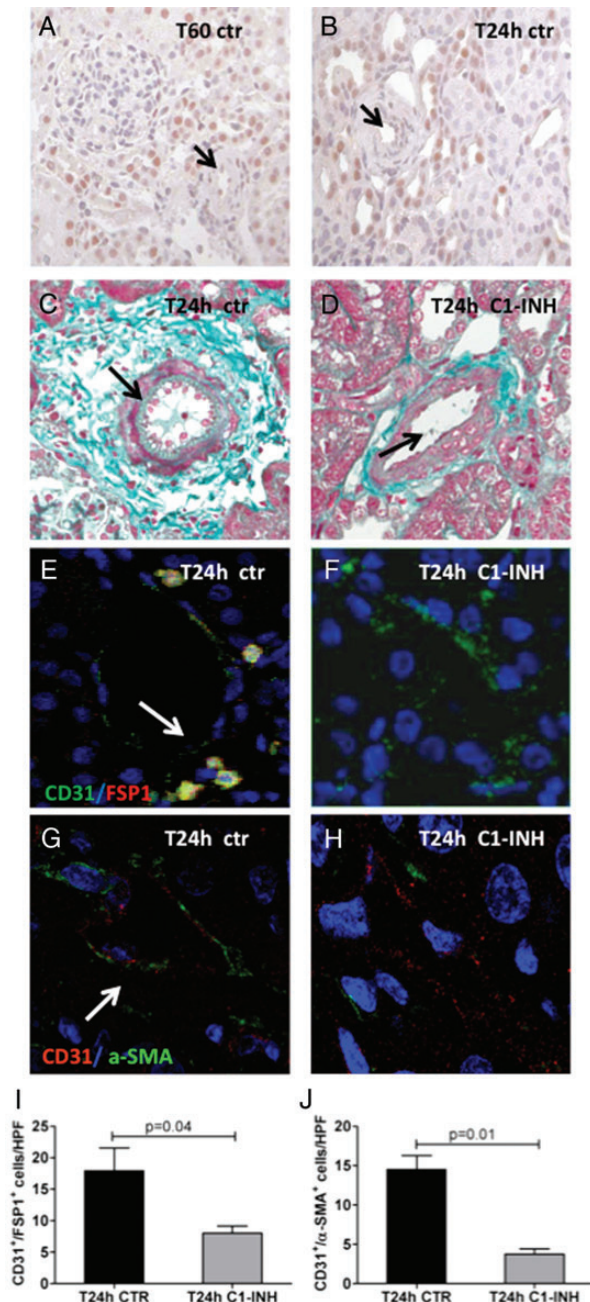 A T60 ctr
B T24h ctr
C T24h ctr
D T24h C1-INH
E T24h ctr
CD31/FSP1
F T24h C1-INH
G T24h ctr
CD31/ a-SMA
H T24h C1-INH
I
p=0.04
CD31+/FSP1+ cells/HPF
25
20
15
10
5
0
T24h CTR
T24h C1-INH
J
p=0.01
CD31+/α-SMA+ cells/HPF
20
15
10
5
0
T24h CTR
T24h C1-INH